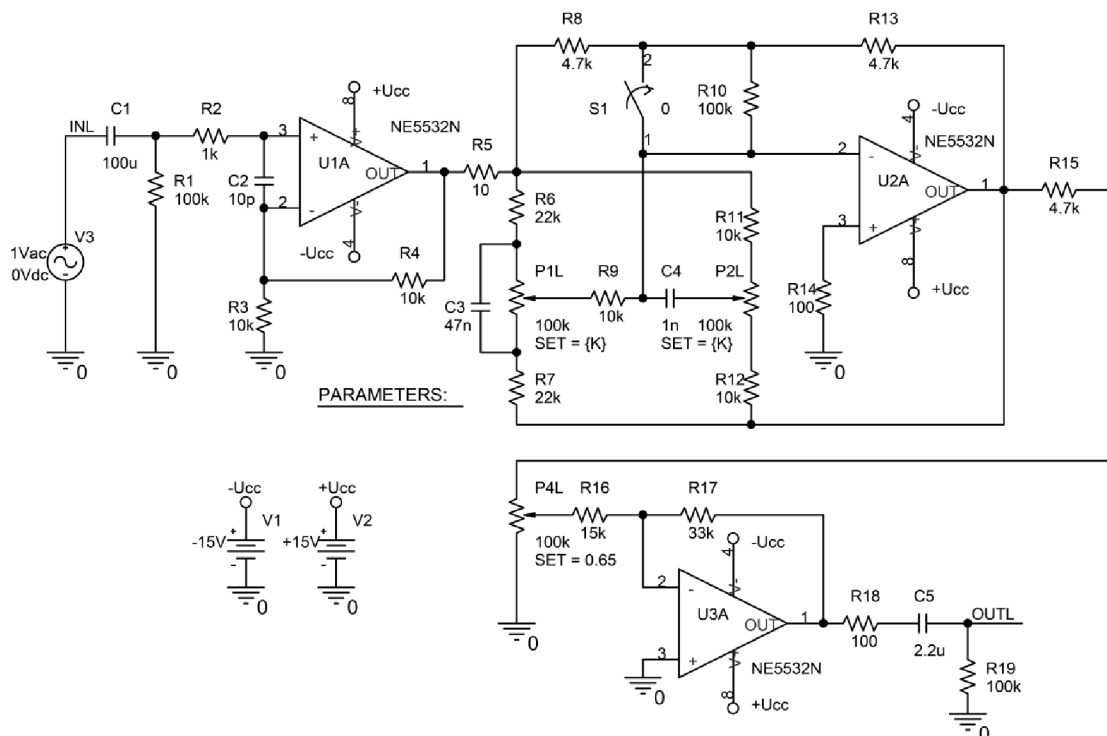 R8
4.7k
R13
4.7k
2
S1
0
1
R10
100k
+Ucc
8
V+
NE5532N
INL
C1
100u
R2
1k
3
+
U1A
OUT
1
C2
10p
2
-
V-
4
-Ucc
R1
100k
V3
1Vac
0Vdc
+
-
0
0
R3
10k
0
R4
10k
R5
10
R6
22k
C3
47n
P1L
100k
SET = {K}
R7
22k
R9
10k
C4
1n
P2L
100k
SET = {K}
R11
10k
R12
10k
-Ucc
4
V-
NE5532N
2
-
U2A
OUT
1
3
+
V+
8
+Ucc
R14
100
0
R15
4.7k
PARAMETERS:
-Ucc
V1
+
-15V
-
0
+Ucc
V2
+
+15V
-
0
P4L
100k
SET = 0.65
0
R16
15k
R17
33k
-Ucc
4
V-
2
-
U3A
OUT
1
3
+
0
V+
8
NE5532N
+Ucc
R18
100
C5
2.2u
OUTL
R19
100k
0